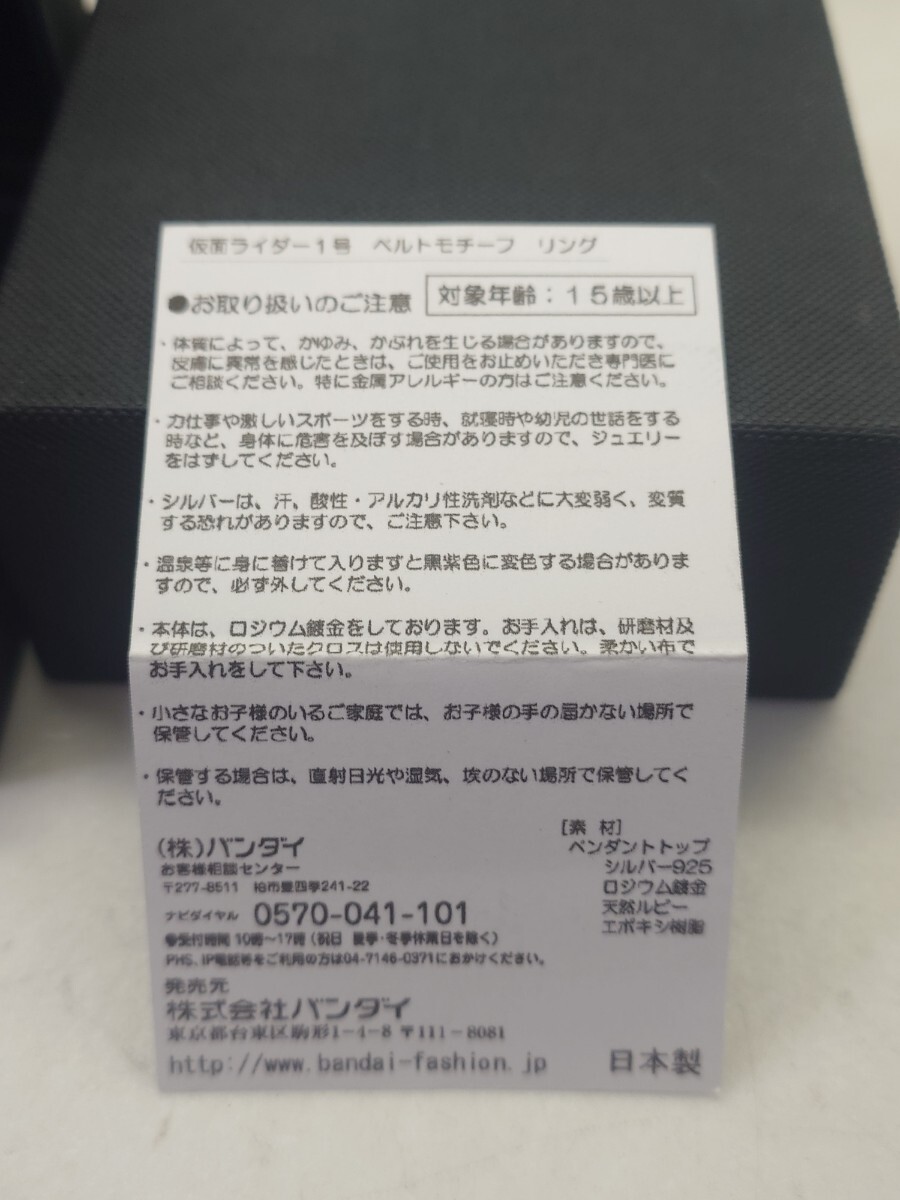 仮面ライダー1号　ベルトモチーフ　リング
●お取り扱いのご注意
対象年齢：１５歳以上
・体質によって、かゆみ、かぶれを生じる場合がありますので、
皮膚に異常を感じたときは、ご使用をお止めいただき専門医に
ご相談ください。特に金属アレルギーの方はご注意ください。
・力仕事や激しいスポーツをする時、就寝時や幼児の世話をする
時など、身体に危害を及ぼす場合がありますので、ジュエリー
をはずしてください。
・シルバーは、汗，酸性・アルカリ性洗剤などに大変弱く、変質
する恐れがありますので、ご注意下さい。
・温泉等に身に着けて入りますと黒紫色に変色する場合がありま
すので、必ず外してください。
・本体は、ロジウム鍍金をしております。お手入れは、研磨材及
び研磨材のついたクロスは使用しないでください。柔かい布で
お手入れをして下さい。
・小さなお子様のいるご家庭では、お子様の手の届かない場所で
保管してください。
・保管する場合は、直射日光や湿気、埃のない場所で保管してく
ださい。
(株)バンダイ
お客様相談センター
〒277-8511　柏市豊四季241-22
ナビダイヤル　0570-041-101
●受付時間 10時～17時 (祝日　夏季・冬季休業日を除く)
PHS、IP電話等をご利用の方は04-7146-0371におかけください。
[素　材]
ペンダントトップ
シルバー925
ロジウム鍍金
天然ルビー
エポキシ樹脂
発売元
株式会社バンダイ
東京都台東区駒形1-4-8 〒111-8081
http://www.bandai-fashion.jp
日本製